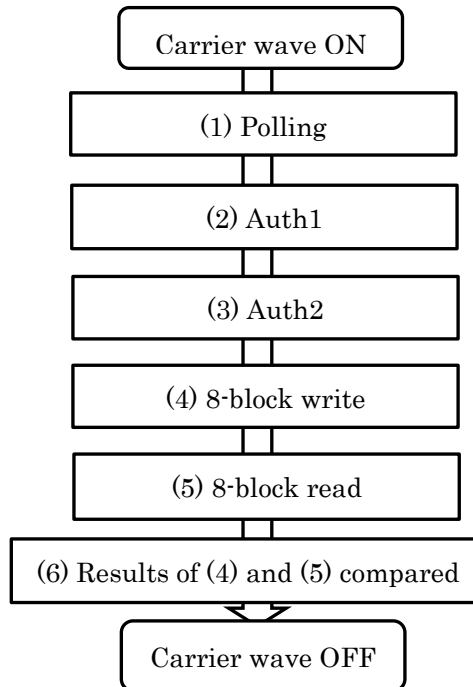 Carrier wave ON
(1) Polling
(2) Auth1
(3) Auth2
(4) 8-block write
(5) 8-block read
(6) Results of (4) and (5) compared
Carrier wave OFF